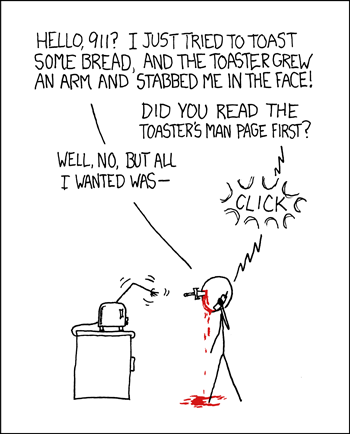 HELLO, 911? I JUST TRIED TO TOAST
SOME BREAD, AND THE TOASTER GREW
AN ARM AND STABBED ME IN THE FACE!
DID YOU READ THE
TOASTER'S MAN PAGE FIRST?
WELL, NO, BUT ALL
I WANTED WAS—
CLICK